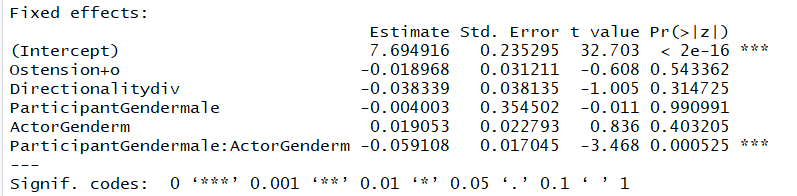 Fixed effects:
Estimate Std. Error t value Pr(>|z|)
(Intercept) 7.694916 0.235295 32.703 < 2e-16 ***
Ostension+o -0.018968 0.031211 -0.608 0.543362
Directionalitydiv -0.038339 0.038135 -1.005 0.314725
ParticipantGendermale -0.004003 0.354502 -0.011 0.990991
ActorGenderm 0.019053 0.022793 0.836 0.403205
ParticipantGendermale:ActorGenderm -0.059108 0.017045 -3.468 0.000525 ***
---
Signif. codes: 0 ‘***’ 0.001 ‘**’ 0.01 ‘*’ 0.05 ‘.’ 0.1 ‘ ’ 1